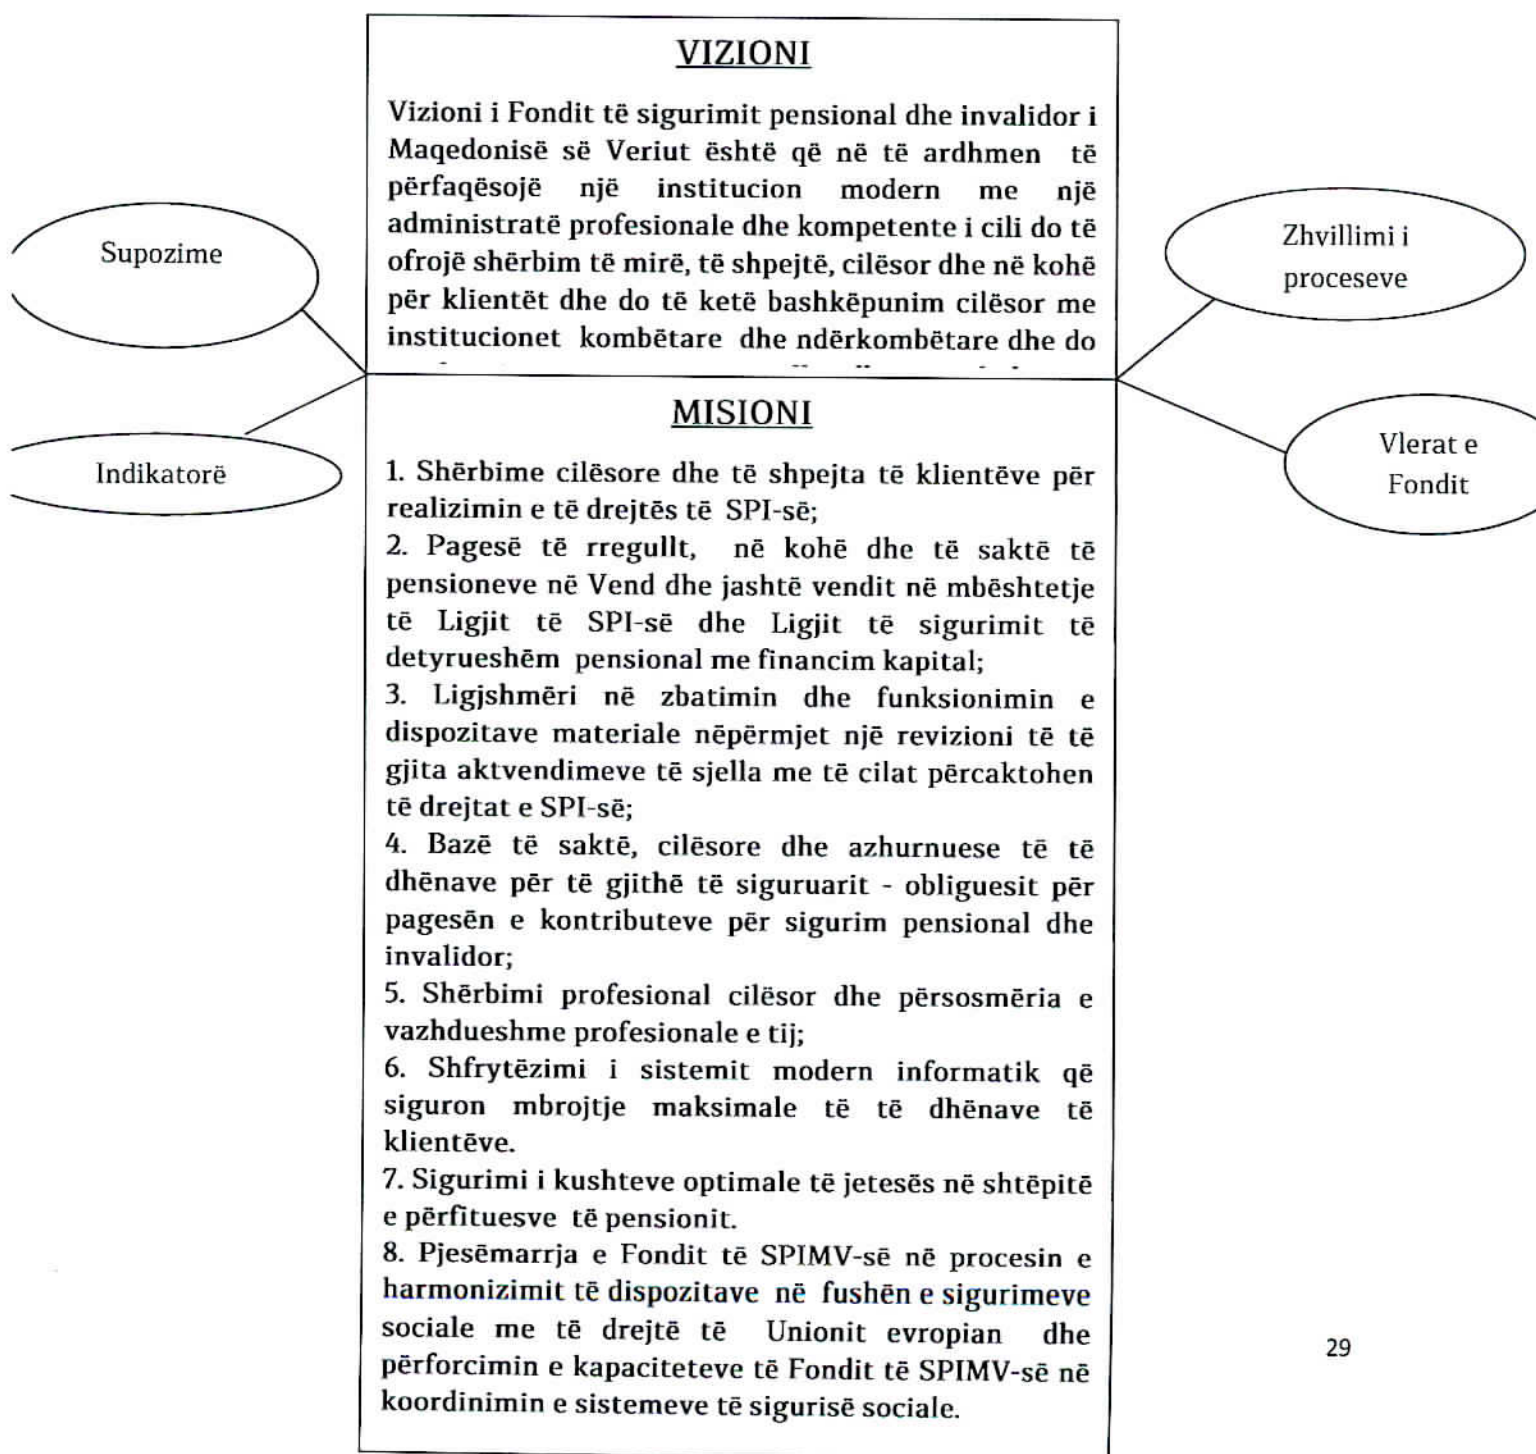 VIZIONI
Vizioni i Fondit të sigurimit pensional dhe invalidor i
Maqedonisë së Veriut është që në të ardhmen të
përfaqësojë një institucion modern me një
administratë profesionale dhe kompetente i cili do të
ofrojë shërbim të mirë, të shpejtë, cilësor dhe në kohë
për klientët dhe do të ketë bashkëpunim cilësor me
institucionet kombëtare dhe ndërkombëtare dhe do
Supozime
Indikatorë
Zhvillimi i
proceseve
Vlerat e
Fondit
MISIONI
1. Shërbime cilësore dhe të shpejta të klientëve për
realizimin e të drejtës të SPI-së;
2. Pagesë të rregullt, në kohë dhe të saktë të
pensioneve në Vend dhe jashtë vendit në mbështetje
të Ligjit të SPI-së dhe Ligjit të sigurimit të
detyrueshëm pensional me financim kapital;
3. Ligjshmëri në zbatimin dhe funksionimin e
dispozitave materiale nëpërmjet një revizioni të të
gjita aktvendimeve të sjella me të cilat përcaktohen
të drejtat e SPI-së;
4. Bazë të saktë, cilësore dhe azhurnuese të të
dhënave për të gjithë të siguruarit - obliguesit për
pagesën e kontributeve për sigurim pensional dhe
invalidor;
5. Shërbimi profesional cilësor dhe përsosmëria e
vazhdueshme profesionale e tij;
6. Shfrytëzimi i sistemit modern informatik që
siguron mbrojtje maksimale të të dhënave të
klientëve.
7. Sigurimi i kushteve optimale të jetesës në shtëpitë
e përfituesve të pensionit.
8. Pjesëmarrja e Fondit të SPIMV-së në procesin e
harmonizimit të dispozitave në fushën e sigurimeve
sociale me të drejtë të Unionit evropian dhe
përforcimin e kapaciteteve të Fondit të SPIMV-së në
koordinimin e sistemeve të sigurisë sociale.
29